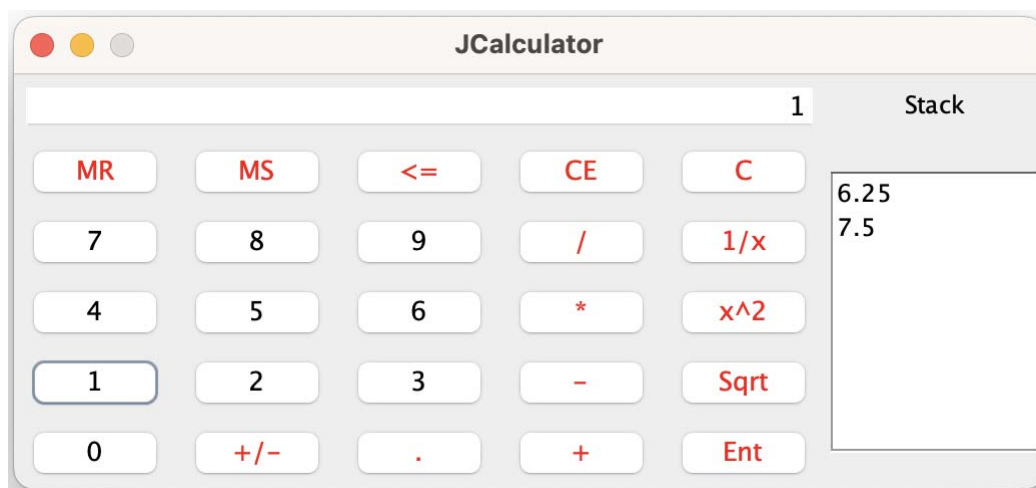 JCalculator
1 Stack
MR MS <= CE C
6.25
7.5
7 8 9 / 1/x
4 5 6 * x^2
1 2 3 - Sqrt
0 +/- . + Ent